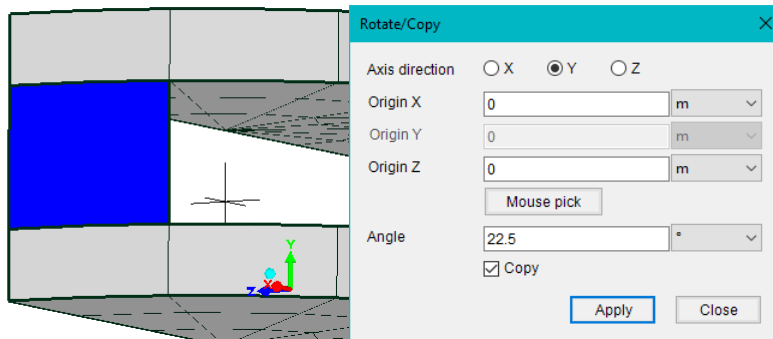 Rotate/Copy
Axis direction X Y Z
Origin X 0 m
Origin Y 0 m
Origin Z 0 m
Mouse pick
Angle 22.5 °
Copy
Apply Close
Y
X
Z